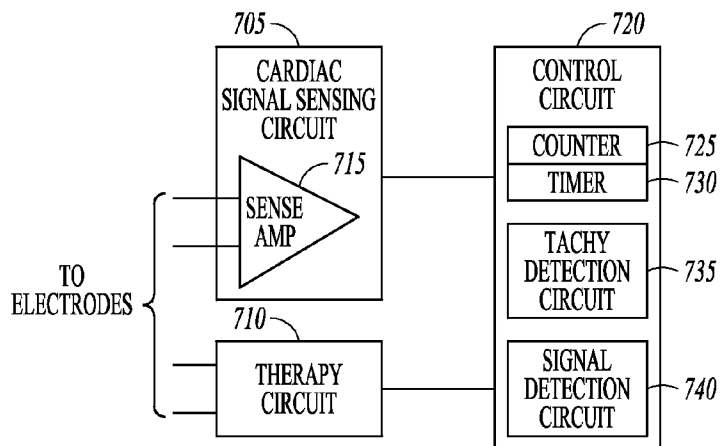 705
CARDIAC
SIGNAL SENSING
CIRCUIT
715
SENSE
AMP
TO
ELECTRODES
710
THERAPY
CIRCUIT
720
CONTROL
CIRCUIT
COUNTER
725
TIMER
730
TACHY
DETECTION
CIRCUIT
735
SIGNAL
DETECTION
CIRCUIT
740